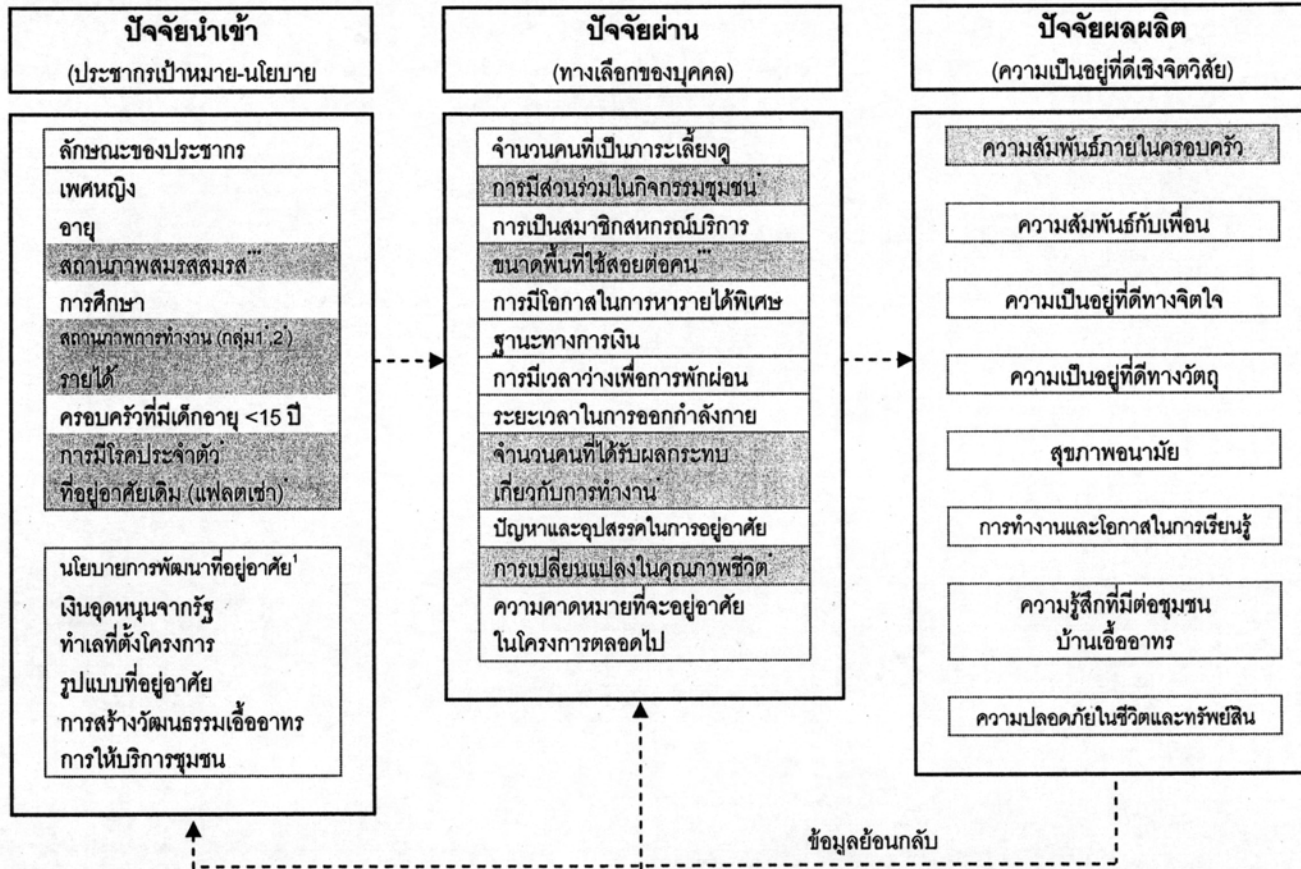 ปัจจัยนำเข้า
(ประชากรเป้าหมาย-นโยบาย
ปัจจัยผ่าน
(ทางเลือกของบุคคล)
ปัจจัยผลผลิต
(ความเป็นอยู่ที่ดีเชิงจิตวิสัย)
ลักษณะของประชากร
เพศหญิง
อายุ
สถานภาพสมรสสมรส***
การศึกษา
สถานภาพการทำงาน (กลุ่ม1*,2*)
รายได้*
ครอบครัวที่มีเด็กอายุ <15 ปี
การมีโรคประจำตัว*
ที่อยู่อาศัยเดิม (แฟลตเช่า)*
นโยบายการพัฒนาที่อยู่อาศัย¹
เงินอุดหนุนจากรัฐ
ทำเลที่ตั้งโครงการ
รูปแบบที่อยู่อาศัย
การสร้างวัฒนธรรมเอื้ออาทร
การให้บริการชุมชน
จำนวนคนที่เป็นภาระเลี้ยงดู
การมีส่วนร่วมในกิจกรรมชุมชน*
การเป็นสมาชิกสหกรณ์บริการ
ขนาดพื้นที่ใช้สอยต่อคน***
การมีโอกาสในการหารายได้พิเศษ
ฐานะทางการเงิน
การมีเวลาว่างเพื่อการพักผ่อน
ระยะเวลาในการออกกำลังกาย
จำนวนคนที่ได้รับผลกระทบ
เกี่ยวกับการทำงาน*
ปัญหาและอุปสรรคในการอยู่อาศัย
การเปลี่ยนแปลงในคุณภาพชีวิต*
ความคาดหมายที่จะอยู่อาศัย
ในโครงการตลอดไป
ความสัมพันธ์ภายในครอบครัว
ความสัมพันธ์กับเพื่อน
ความเป็นอยู่ที่ดีทางจิตใจ
ความเป็นอยู่ที่ดีทางวัตถุ
สุขภาพอนามัย
การทำงานและโอกาสในการเรียนรู้
ความรู้สึกที่มีต่อชุมชน
บ้านเอื้ออาทร
ความปลอดภัยในชีวิตและทรัพย์สิน
ข้อมูลย้อนกลับ